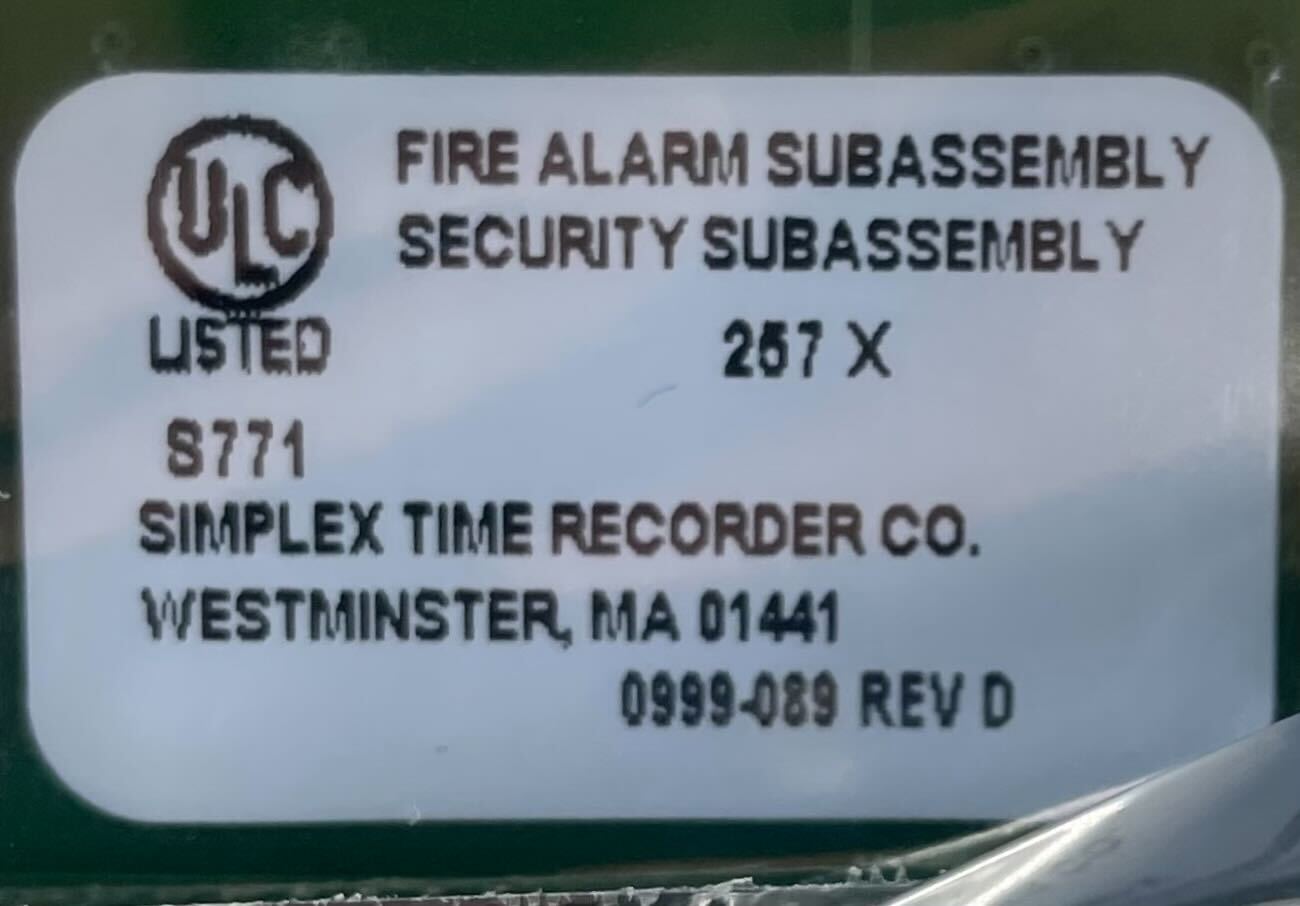 ULC FIRE ALARM SUBASSEMBLY
SECURITY SUBASSEMBLY
LISTED 257 X
S771
SIMPLEX TIME RECORDER CO.
WESTMINSTER, MA 01441
0999-089 REV D